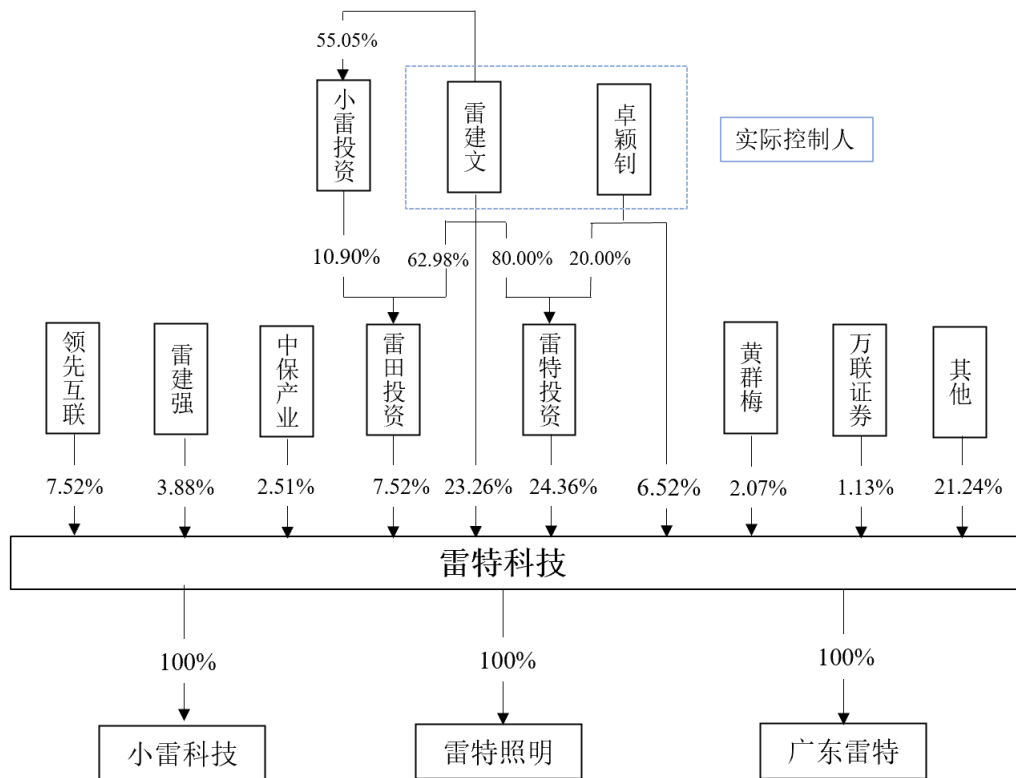 55.05%
小雷投资
雷建文
卓颖钊
实际控制人
10.90%
62.98%
80.00%
20.00%
领先互联
雷建强
中保产业
雷田投资
雷特投资
黄群梅
万联证券
其他
7.52%
3.88%
2.51%
7.52%
23.26%
24.36%
6.52%
2.07%
1.13%
21.24%
雷特科技
100%
100%
100%
小雷科技
雷特照明
广东雷特